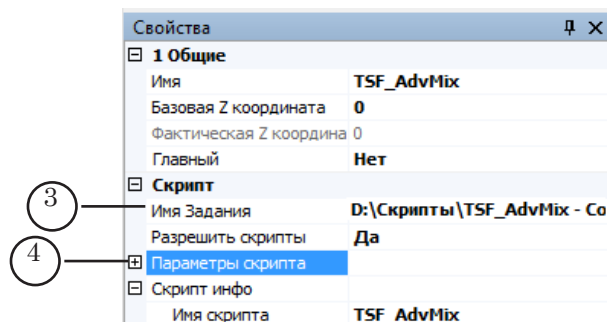 Свойства
1 Общие
Имя TSF_AdvMix
Базовая Z координата 0
Фактическая Z координа 0
Главный Нет
Скрипт
3
Имя Задания D:\Скрипты\TSF_AdvMix - Co
Разрешить скрипты Да
4
Параметры скрипта
Скрипт инфо
Имя скрипта TSF_AdvMix